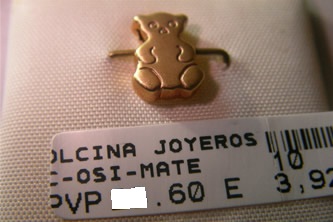 OLCINA JOYEROS
C-OSI-MATE 10
PVP .60 E 3,92